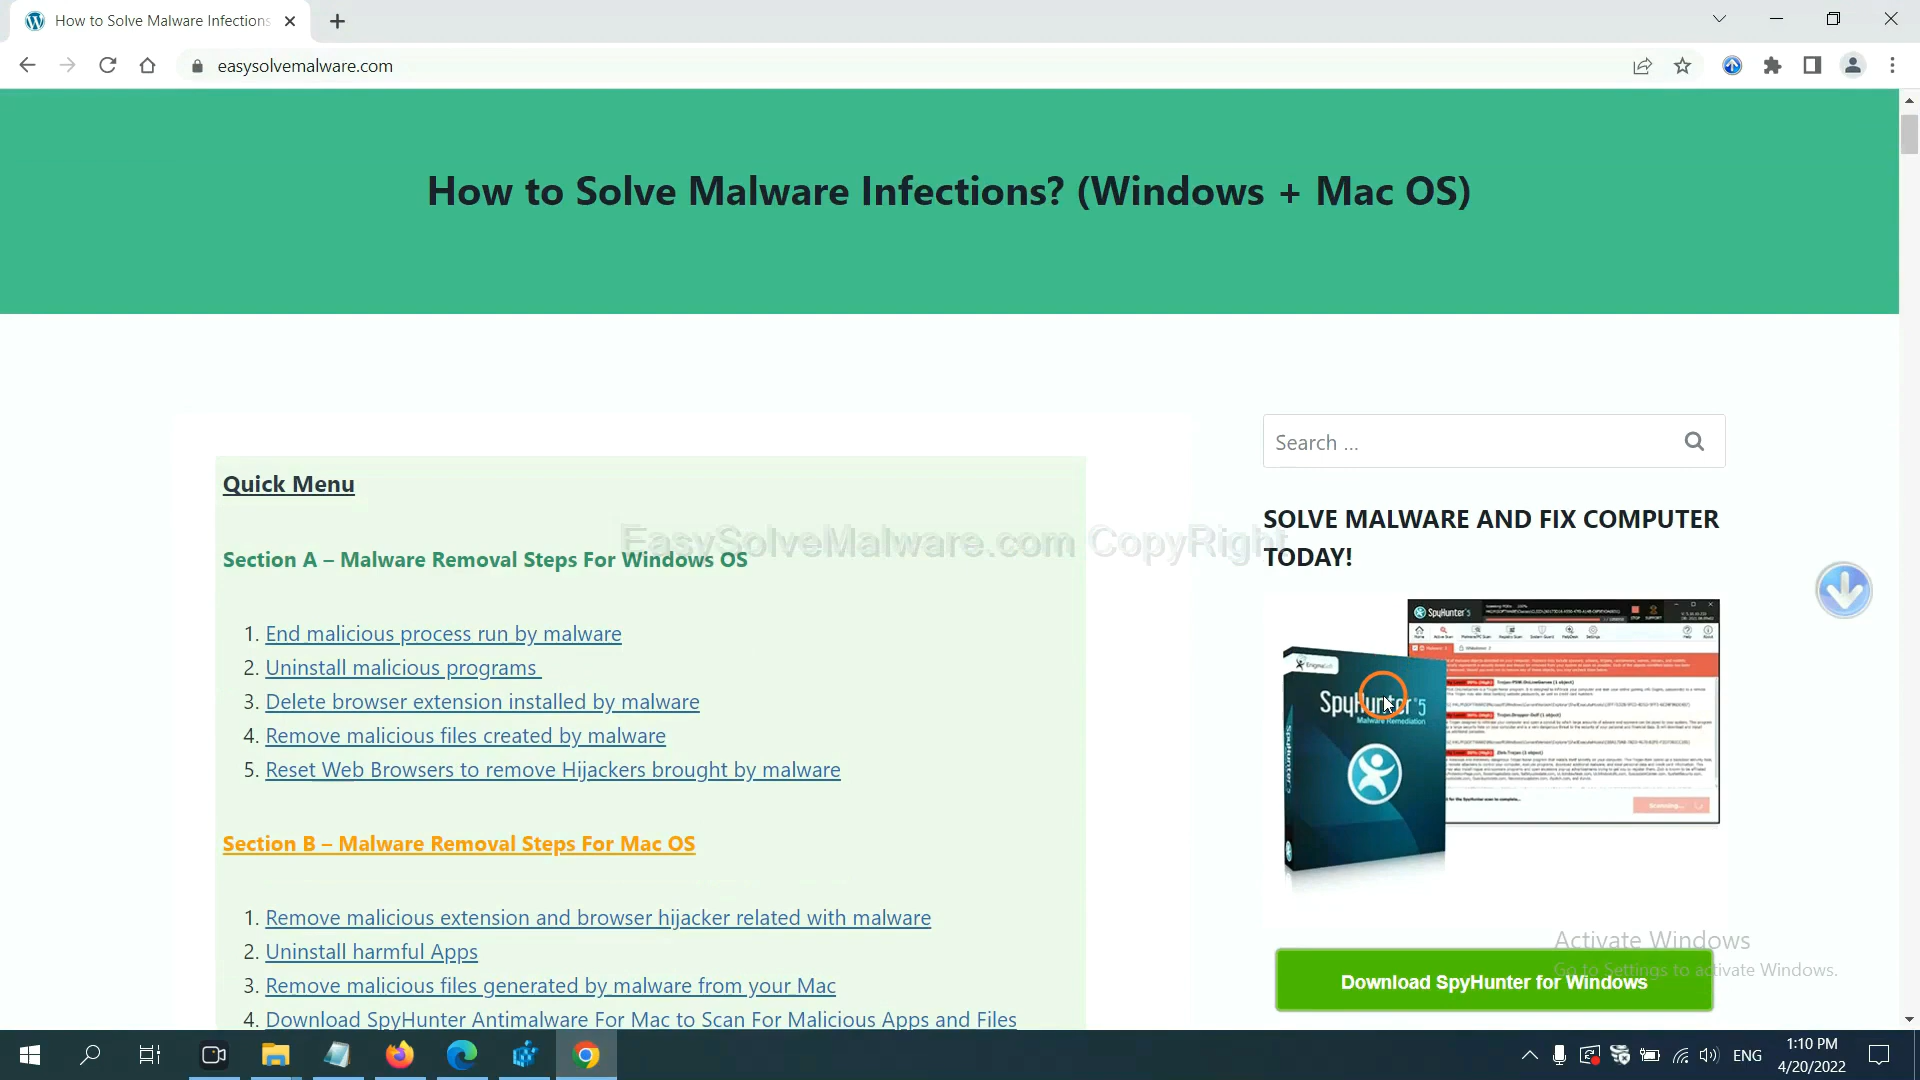 How to Solve Malware Infections
easysolvemalware.com
How to Solve Malware Infections? (Windows + Mac OS)
Search ...
Quick Menu
SOLVE MALWARE AND FIX COMPUTER
TODAY!
EasySolveMalware.com CopyRight
Section A – Malware Removal Steps For Windows OS
1. End malicious process run by malware
2. Uninstall malicious programs
3. Delete browser extension installed by malware
4. Remove malicious files created by malware
5. Reset Web Browsers to remove Hijackers brought by malware
SpyHunter 5
EnigmaSoft
SpyHunter 5
Malware Remediation
Section B – Malware Removal Steps For Mac OS
1. Remove malicious extension and browser hijacker related with malware
2. Uninstall harmful Apps
3. Remove malicious files generated by malware from your Mac
4. Download SpyHunter Antimalware For Mac to Scan For Malicious Apps and Files
Activate Windows
Go to Settings to activate Windows.
Download SpyHunter for Windows
ENG
1:10 PM
4/20/2022